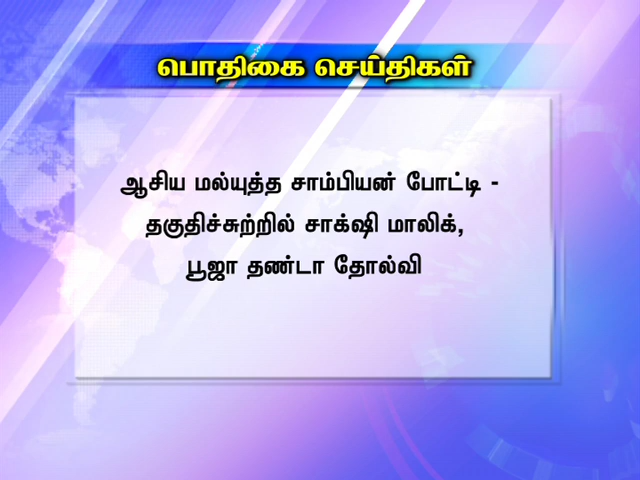 பொதிகை செய்திகள்
ஆசிய மல்யுத்த சாம்பியன் போட்டி -
தகுதிச்சுற்றில் சாக்‌ஷி மாலிக்,
பூஜா தண்டா தோல்வி